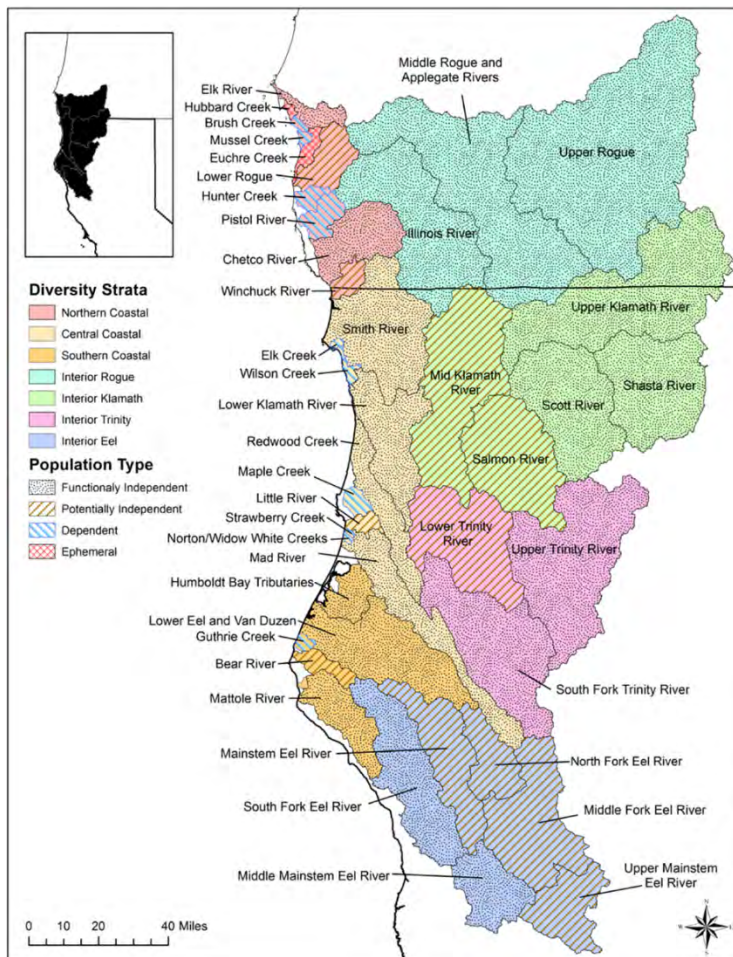 Middle Rogue and
Applegate Rivers
Elk River
Hubbard Creek
Brush Creek
Mussel Creek
Euchre Creek
Lower Rogue
Hunter Creek
Pistol River
Chetco River
Winchuck River
Upper Rogue
Illinois River
Upper Klamath River
Smith River
Elk Creek
Wilson Creek
Mid Klamath
River
Shasta River
Scott River
Lower Klamath River
Redwood Creek
Salmon River
Maple Creek
Little River
Strawberry Creek
Norton/Widow White Creeks
Mad River
Lower Trinity
River
Upper Trinity River
Humboldt Bay Tributaries
Lower Eel and Van Duzen
Guthrie Creek
Bear River
Mattole River
South Fork Trinity River
Mainstem Eel River
North Fork Eel River
South Fork Eel River
Middle Fork Eel River
Middle Mainstem Eel River
Upper Mainstem
Eel River
Diversity Strata
Northern Coastal
Central Coastal
Southern Coastal
Interior Rogue
Interior Klamath
Interior Trinity
Interior Eel
Population Type
Functionaly Independent
Potentially Independent
Dependent
Ephemeral
0 10 20 40 Miles
N
E
S
W